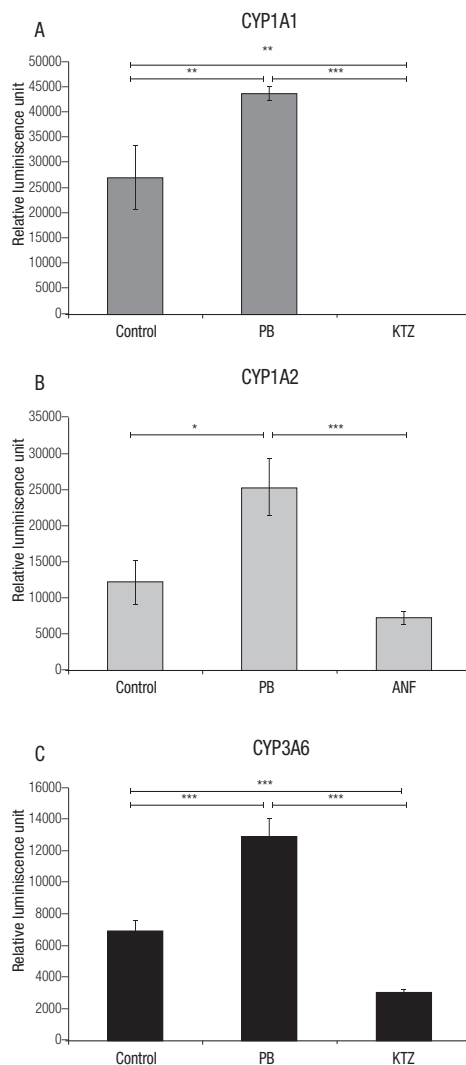 A
CYP1A1
Relative luminiscence unit
50000
45000
40000
35000
30000
25000
20000
15000
10000
5000
0
**
**
***
Control
PB
KTZ
B
CYP1A2
Relative luminiscence unit
35000
30000
25000
20000
15000
10000
5000
0
*
***
Control
PB
ANF
C
CYP3A6
Relative luminiscence unit
16000
14000
12000
10000
8000
6000
4000
2000
0
***
***
***
Control
PB
KTZ